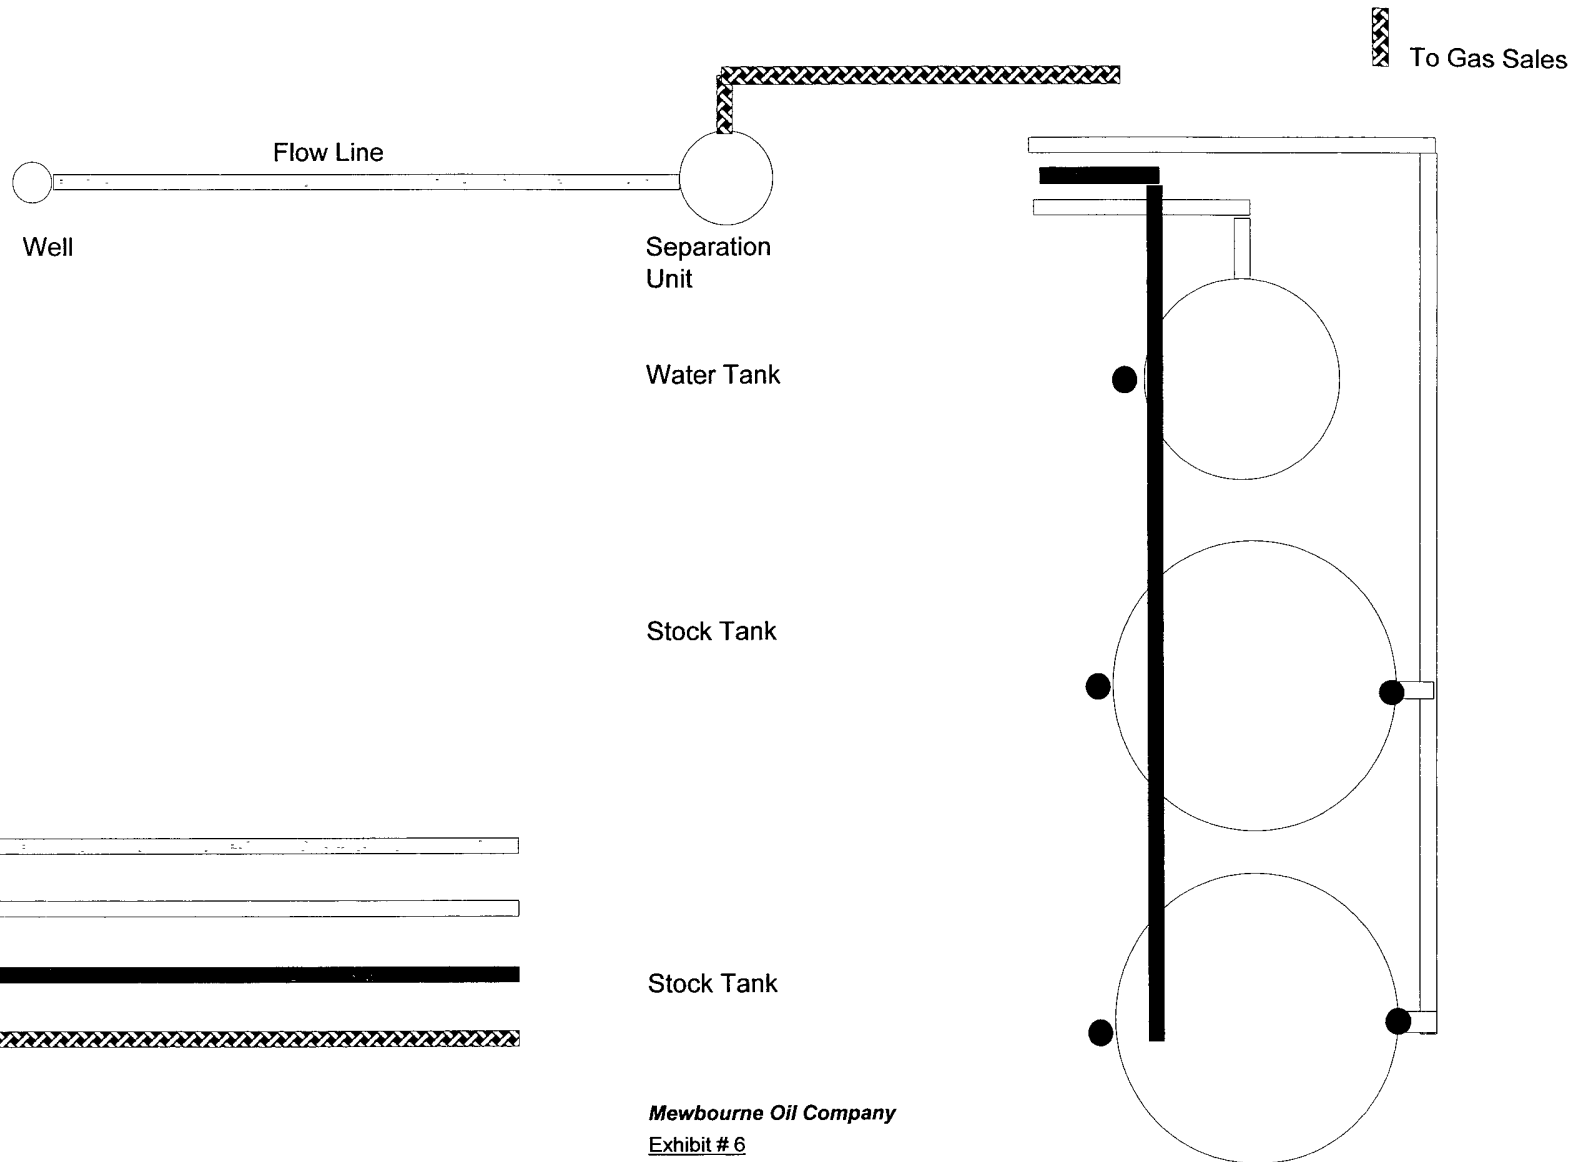 To Gas Sales
Flow Line
Well
Separation
Unit
Water Tank
Stock Tank
Stock Tank
Mewbourne Oil Company
Exhibit # 6